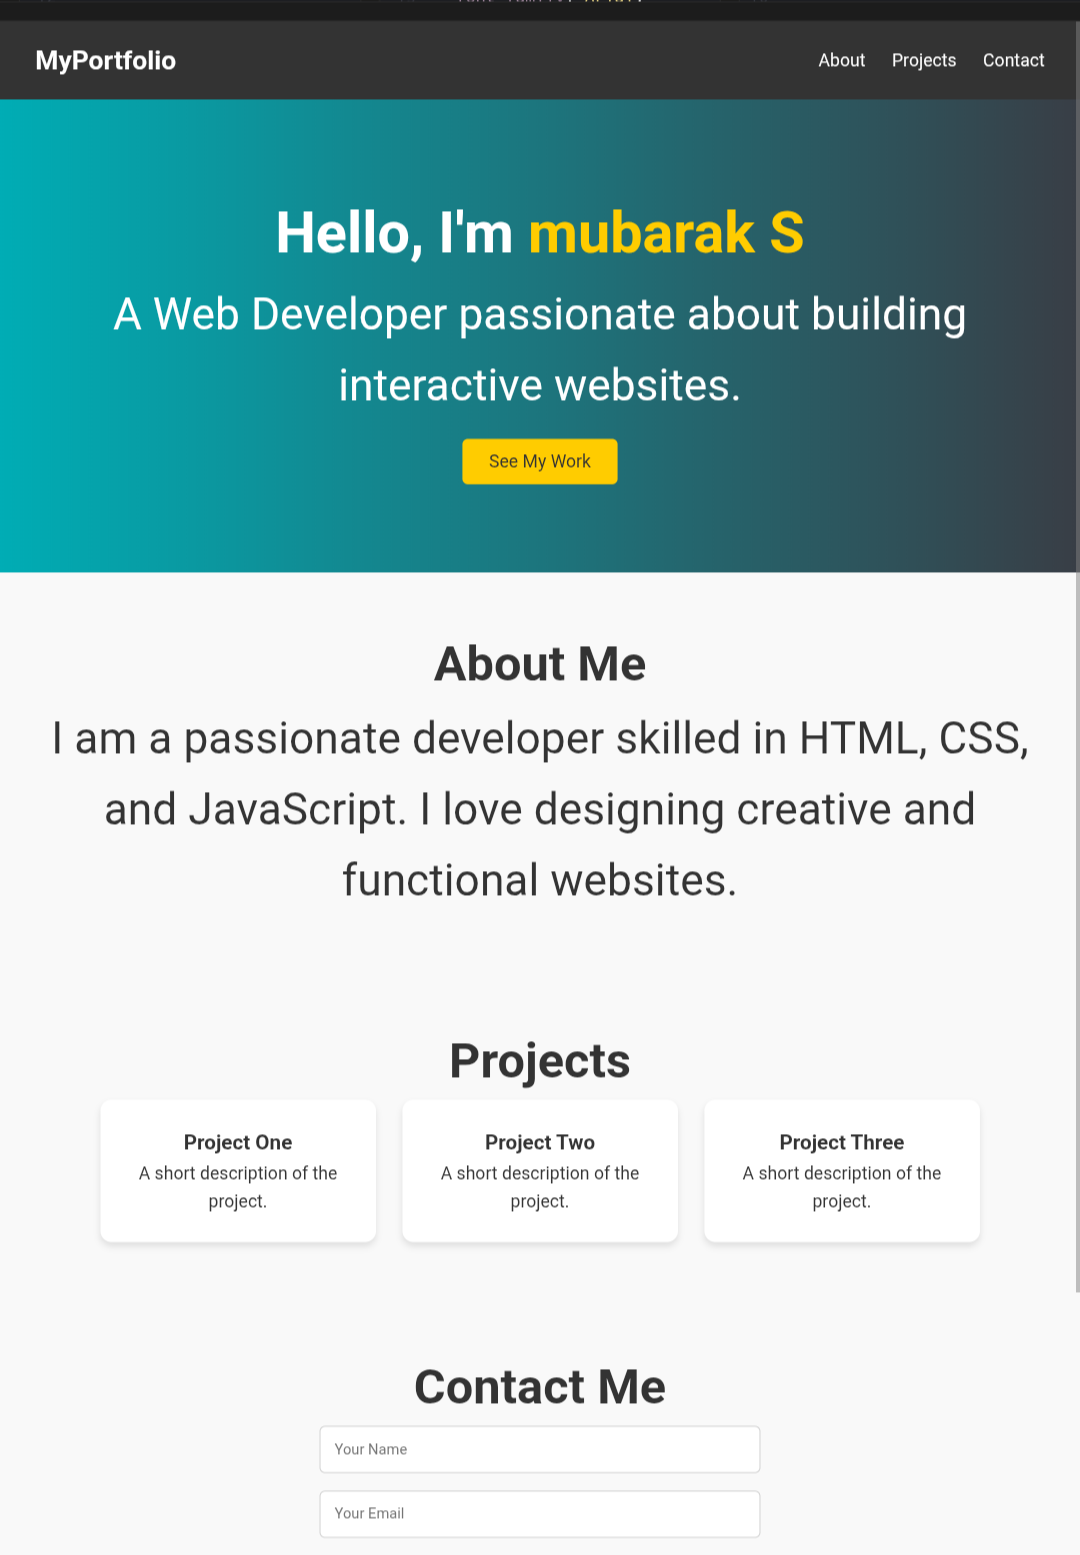 MyPortfolio
About Projects Contact
Hello, I'm mubarak S
A Web Developer passionate about building
interactive websites.
See My Work
About Me
I am a passionate developer skilled in HTML, CSS,
and JavaScript. I love designing creative and
functional websites.
Projects
Project One
A short description of the
project.
Project Two
A short description of the
project.
Project Three
A short description of the
project.
Contact Me
Your Name
Your Email